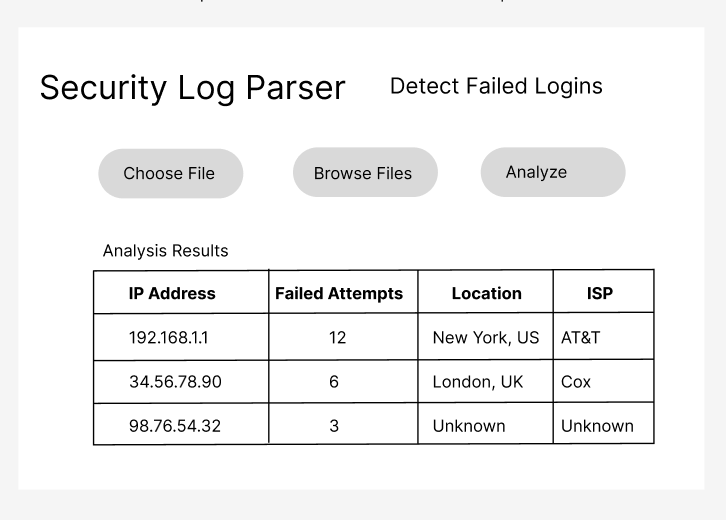 Security Log Parser Detect Failed Logins
Choose File Browse Files Analyze
Analysis Results
IP Address Failed Attempts Location ISP
192.168.1.1 12 New York, US AT&T
34.56.78.90 6 London, UK Cox
98.76.54.32 3 Unknown Unknown